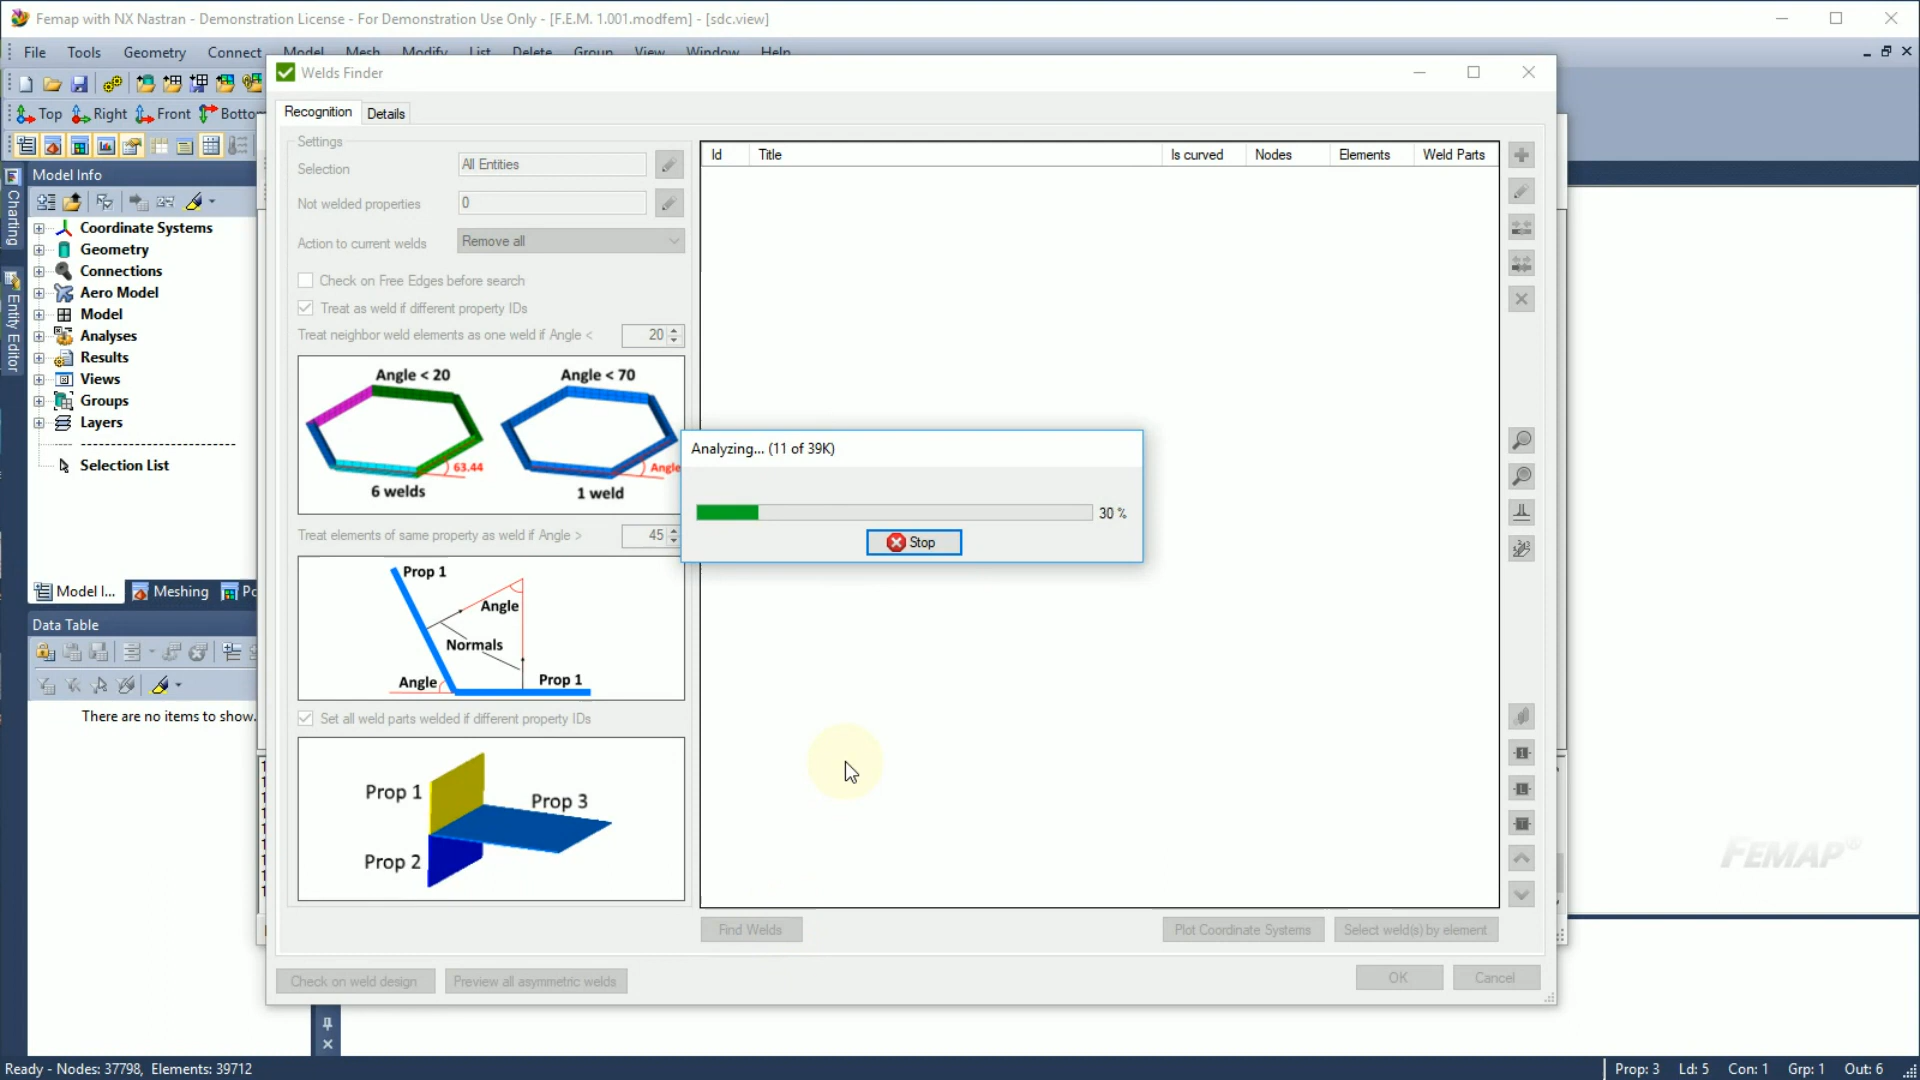 Femap with NX Nastran - Demonstration License - For Demonstration Use Only - [F.E.M. 1.001.modfem] - [sdc.view]
File Tools Geometry Connect Model Mesh Modify List Delete Group View Window Help
Welds Finder
Top Right Front Botto
Recognition Details
Charting
Entity Editor
Model Info
Coordinate Systems
Geometry
Connections
Aero Model
Model
Analyses
Results
Views
Groups
Layers
Selection List
Model I... Meshing
Data Table
There are no items to show.
Settings
Selection All Entities
Not welded properties 0
Action to current welds Remove all
Check on Free Edges before search
Treat as weld if different property IDs
Treat neighbor weld elements as one weld if Angle < 20
Angle < 20 Angle < 70
63.44 Angle
6 welds 1 weld
Treat elements of same property as weld if Angle > 45
Prop 1
Angle
Normals
Angle Prop 1
Set all weld parts welded if different property IDs
Prop 1
Prop 3
Prop 2
Id Title Is curved Nodes Elements Weld Parts
Analyzing... (11 of 39K)
30 %
Stop
Find Welds Plot Coordinate Systems Select weld(s) by element
Check on weld design Preview all asymmetric welds OK Cancel
FEMAP®
Ready - Nodes: 37798, Elements: 39712 Prop: 3 Ld: 5 Con: 1 Grp: 1 Out: 6